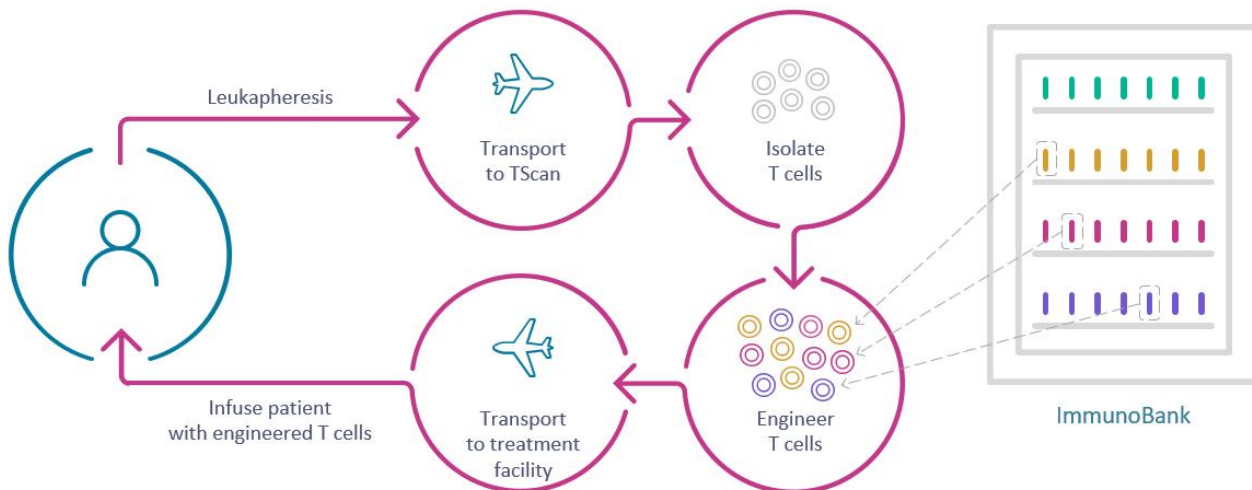 Leukapheresis
Transport
to TScan
Isolate
T cells
Engineer
T cells
Transport
to treatment
facility
Infuse patient
with engineered T cells
ImmunoBank